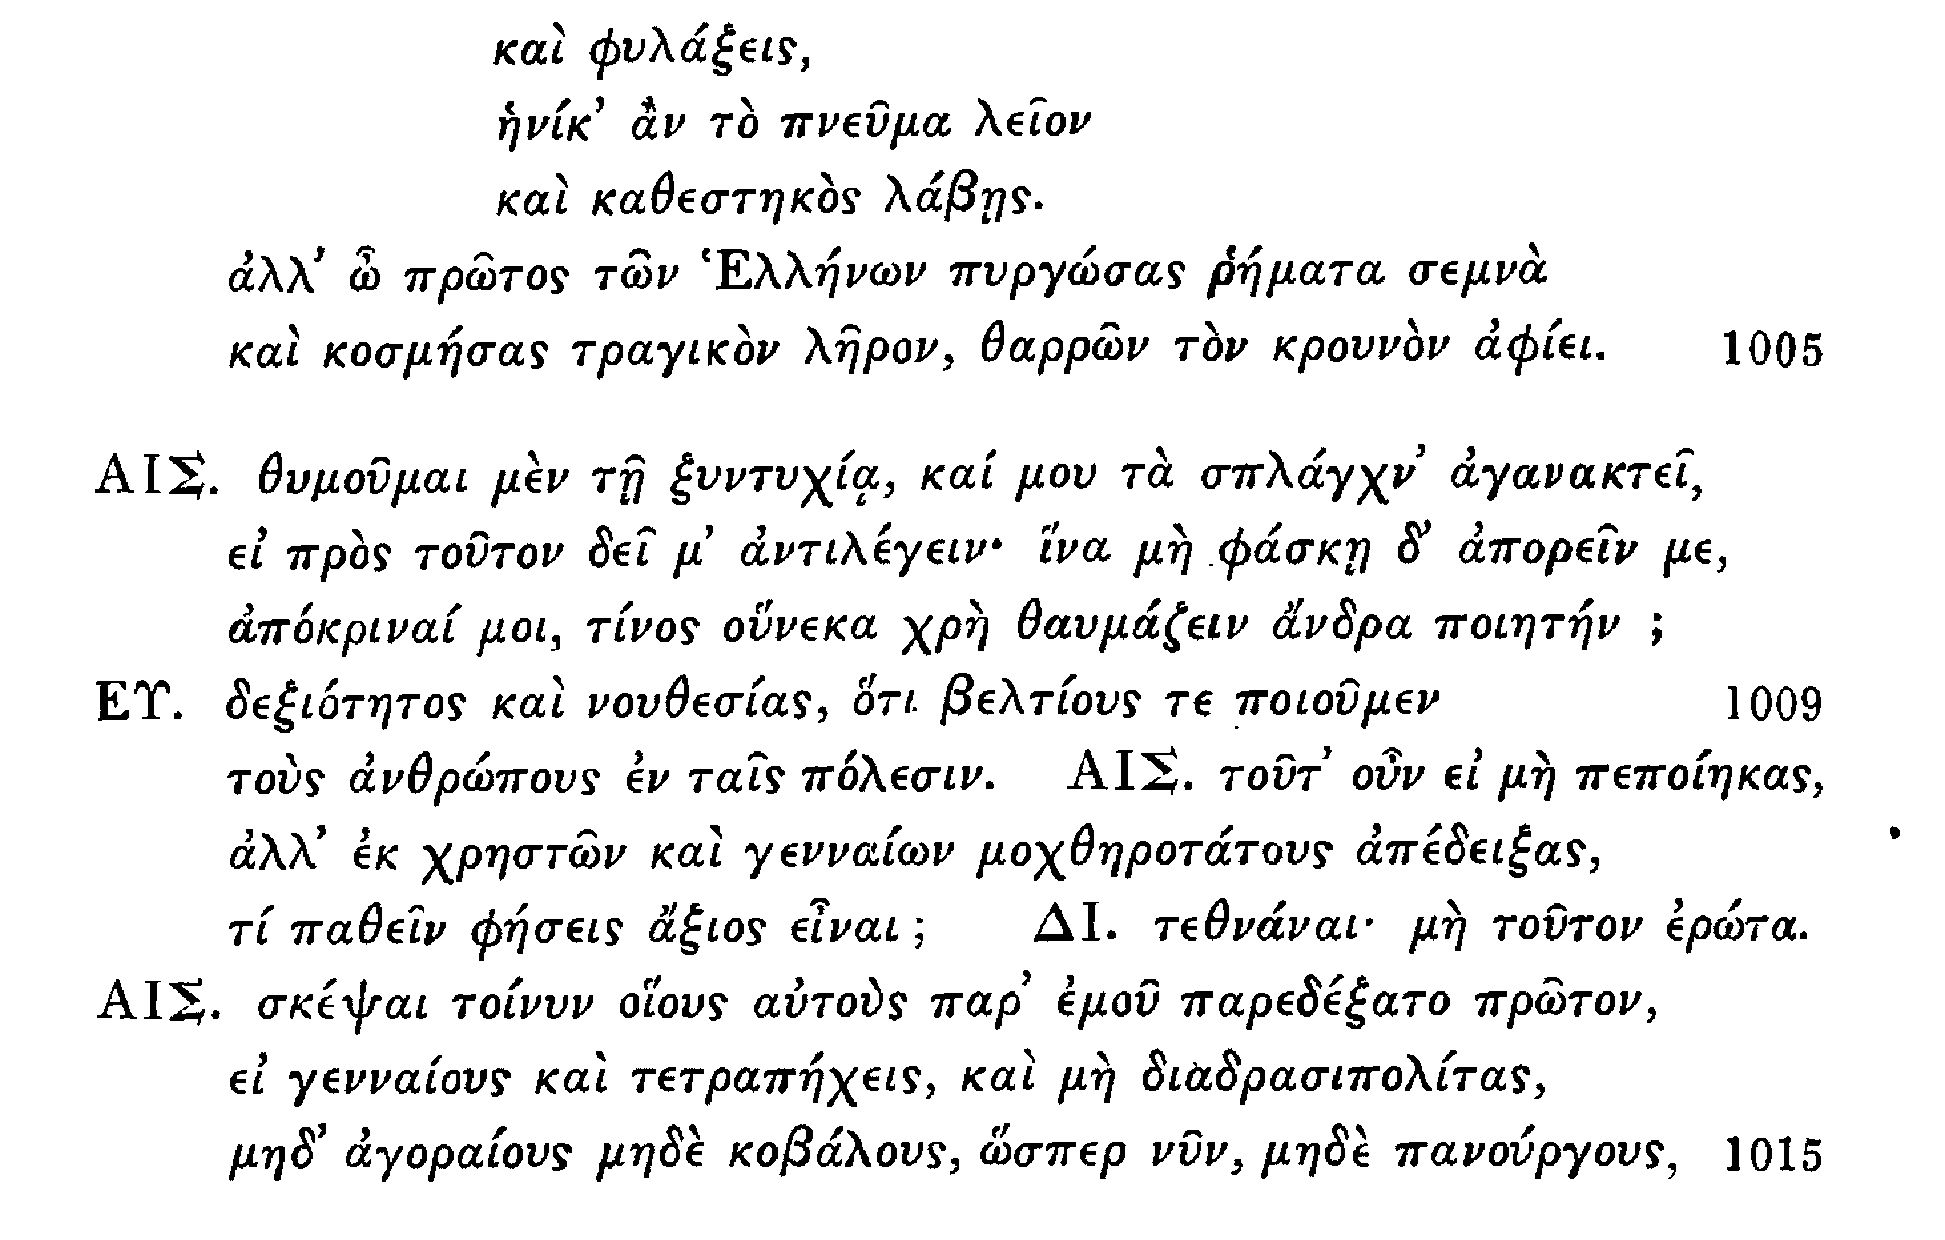 καὶ φυλάξεις,
ἡνίκ’ ἂν τὸ πνεῦμα λεῖον
καὶ καθεστηκὸς λάβῃς.
ἀλλ’ ὦ πρῶτος τῶν Ἑλλήνων πυργώσας ῥήματα σεμνὰ
καὶ κοσμήσας τραγικὸν λῆρον, θαρρῶν τὸν κρουνὸν ἀφίει. 1005
ΑΙΣ. θυμοῦμαι μὲν τῇ ξυντυχίᾳ, καί μου τὰ σπλάγχν’ ἀγανακτεῖ,
εἰ πρὸς τοῦτον δεῖ μ’ ἀντιλέγειν· ἵνα μὴ φάσκῃ δ’ ἀπορεῖν με,
ἀπόκριναί μοι, τίνος οὕνεκα χρὴ θαυμάζειν ἄνδρα ποιητήν ;
ΕΥ. δεξιότητος καὶ νουθεσίας, ὅτι βελτίους τε ποιοῦμεν 1009
τοὺς ἀνθρώπους ἐν ταῖς πόλεσιν. ΑΙΣ. τοῦτ’ οὖν εἰ μὴ πεποίηκας,
ἀλλ’ ἐκ χρηστῶν καὶ γενναίων μοχθηροτάτους ἀπέδειξας,
τί παθεῖν φήσεις ἄξιος εἶναι ; ΔΙ. τεθνάναι· μὴ τοῦτον ἐρώτα.
ΑΙΣ. σκέψαι τοίνυν οἵους αὐτοὺς παρ’ ἐμοῦ παρεδέξατο πρῶτον,
εἰ γενναίους καὶ τετραπήχεις, καὶ μὴ διαδρασιπολίτας,
μηδ’ ἀγοραίους μηδὲ κοβάλους, ὥσπερ νῦν, μηδὲ πανούργους, 1015